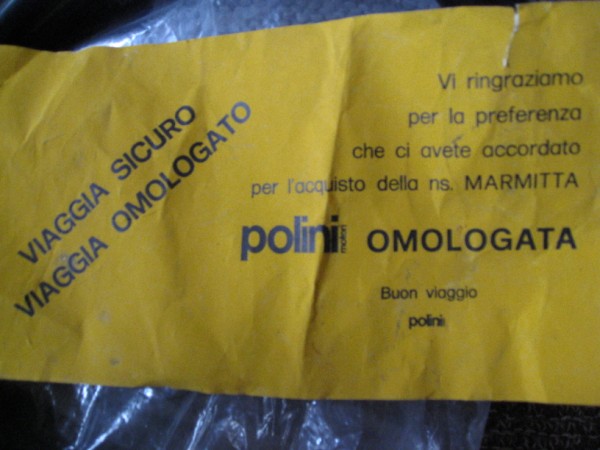 VIAGGIA SICURO
VIAGGIA OMOLOGATO
Vi ringraziamo
per la preferenza
che ci avete accordato
per l'acquisto della ns. MARMITTA
polini motori OMOLOGATA
Buon viaggio
polini